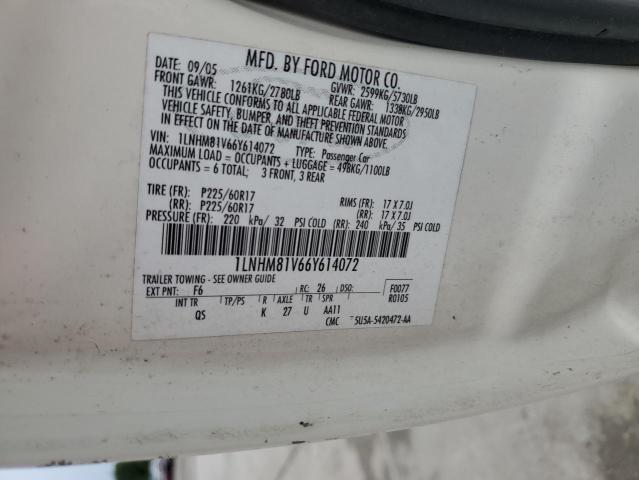 MFD. BY FORD MOTOR CO.
DATE: 09/05 GVWR: 2599KG/5730LB
FRONT GAWR: 1261KG/2780LB REAR GAWR: 1338KG/2950LB
THIS VEHICLE CONFORMS TO ALL APPLICABLE FEDERAL MOTOR
VEHICLE SAFETY, BUMPER, AND THEFT PREVENTION STANDARDS
IN EFFECT ON THE DATE OF MANUFACTURE SHOWN ABOVE.
VIN: 1LNHM81V66Y614072 TYPE: Passenger Car
MAXIMUM LOAD = OCCUPANTS + LUGGAGE = 498KG/1100LB
OCCUPANTS = 6 TOTAL; 3 FRONT, 3 REAR
TIRE (FR): P225/60R17 RIMS (FR): 17 X 7.0J
(RR): P225/60R17 (RR): 17 X 7.0J
PRESSURE (FR): 220 kPa/ 32 PSI COLD (RR): 240 kPa/ 35 PSI COLD
1LNHM81V66Y614072
TRAILER TOWING - SEE OWNER GUIDE
EXT PNT: F6 RC: 26 DSO: F0077
R0105
INT TR TP/PS R AXLE TR SPR
QS K 27 U AA11
CMC 5U5A-5420472-AA